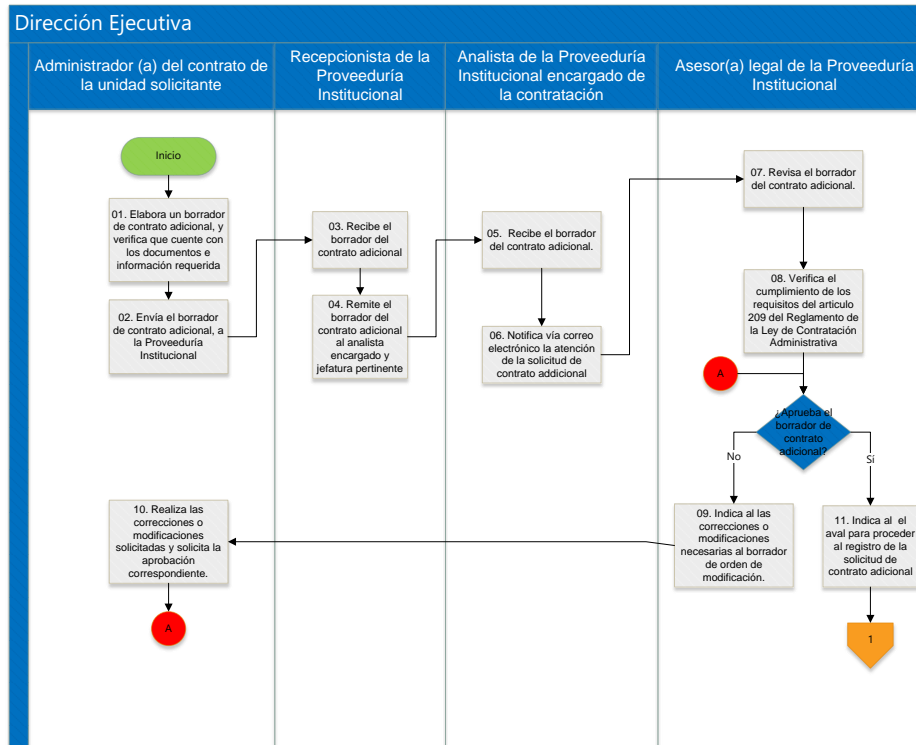 Dirección Ejecutiva
Administrador (a) del contrato de
la unidad solicitante
Recepcionista de la
Proveeduría
Institucional
Analista de la Proveeduría
Institucional encargado de
la contratación
Asesor(a) legal de la Proveeduría
Institucional
Inicio
01. Elabora un borrador
de contrato adicional, y
verifica que cuente con
los documentos e
información requerida
02. Envía el borrador
de contrato adicional, a
la Proveeduría
Institucional
03. Recibe el
borrador del
contrato adicional
04. Remite el
borrador del
contrato adicional
al analista
encargado y
jefatura pertinente
05. Recibe el borrador
del contrato adicional.
06. Notifica vía correo
electrónico la atención
de la solicitud de
contrato addicional
07. Revisa el borrador
del contrato adicional.
08. Verifica el
cumplimiento de los
requisitos del articulo
209 del Reglamento de
la Ley de Contratación
Administrativa
A
¿Aprueba el
borrador de
contrato
adicional?
No
Sí
09. Indica al las
correcciones o
modificaciones
necesarias al borrador
de orden de
modificación.
10. Realiza las
correcciones o
modificaciones
solicitadas y solicita la
aprobación
correspondiente.
A
11. Indica al el
aval para proceder
al registro de la
solicitud de
contrato adicional
1